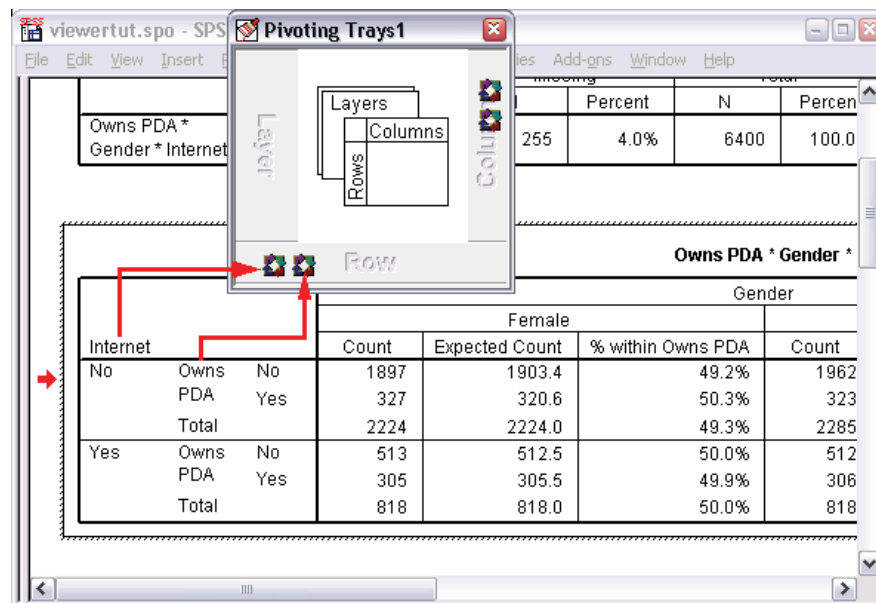 viewertut.spo - SPS
Pivoting Trays1
File Edit View Insert ies Add-ons Window Help
Layer
Layers
Columns
Rows
Row
Percent N Percen
Owns PDA *
Gender * Internet
255 4.0% 6400 100.0
Owns PDA * Gender *
Gender
Female
Internet Count Expected Count % within Owns PDA Count
No Owns PDA No 1897 1903.4 49.2% 1962
Yes 327 320.6 50.3% 323
Total 2224 2224.0 49.3% 2285
Yes Owns PDA No 513 512.5 50.0% 512
Yes 305 305.5 49.9% 306
Total 818 818.0 50.0% 818